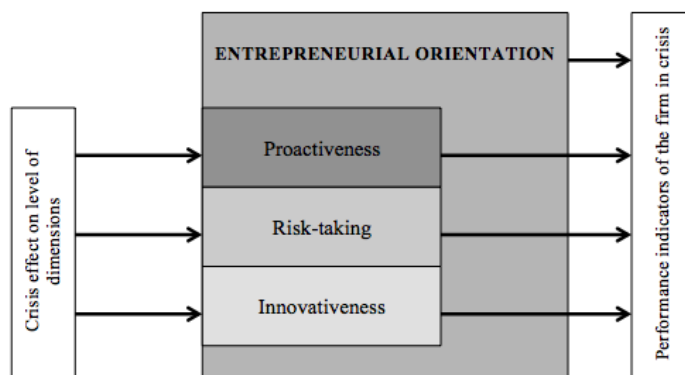 ENTREPRENEURIAL ORIENTATION
Crisis effect on level of
dimensions
Proactiveness
Risk-taking
Innovativeness
Performance indicators of the firm in crisis